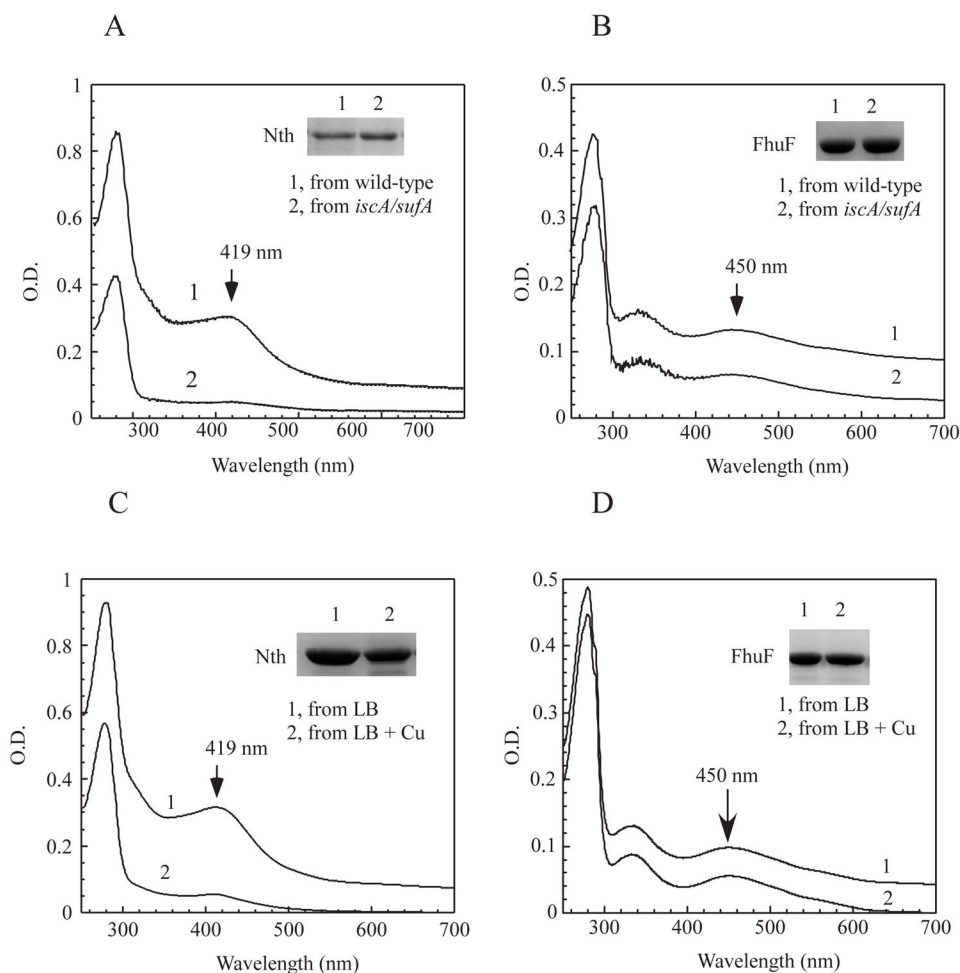 A
1
0.8
0.6
0.4
0.2
0
O.D.
300 400 500 600 700
Wavelength (nm)
1 2
Nth
1, from wild-type
2, from iscA/sufA
419 nm
1
2
B
0.5
0.4
0.3
0.2
0.1
0
O.D.
300 400 500 600 700
Wavelength (nm)
1 2
FhuF
1, from wild-type
2, from iscA/sufA
450 nm
1
2
C
1
0.8
0.6
0.4
0.2
0
O.D.
300 400 500 600 700
Wavelength (nm)
1 2
Nth
1, from LB
2, from LB + Cu
419 nm
1
2
D
0.5
0.4
0.3
0.2
0.1
0
O.D.
300 400 500 600 700
Wavelength (nm)
1 2
FhuF
1, from LB
2, from LB + Cu
450 nm
1
2